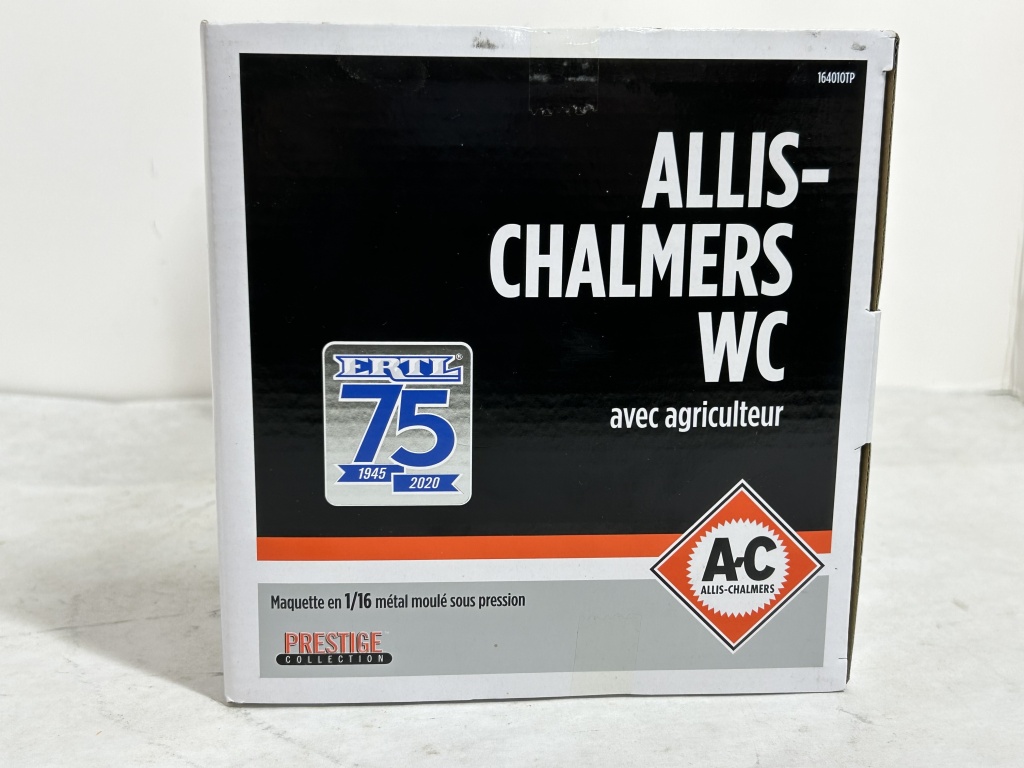 164010TP
ALLIS-
CHALMERS
WC
avec agriculteur
ERTL®
75
1945
2020
A-C
ALLIS-CHALMERS
Maquette en 1/16 métal moulé sous pression
PRESTIGE
COLLECTION